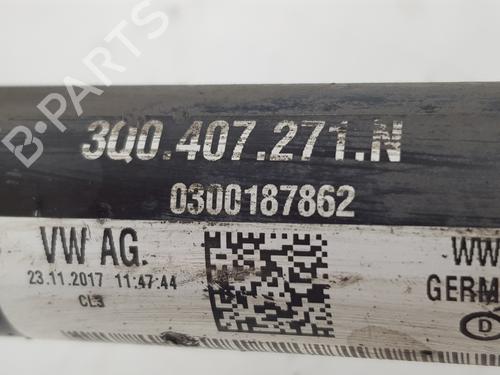 B-PARTS
3Q0.407.271.N
0300187862
VW AG.
23.11.2017 11:47:44
CL3
WW
GERM
D